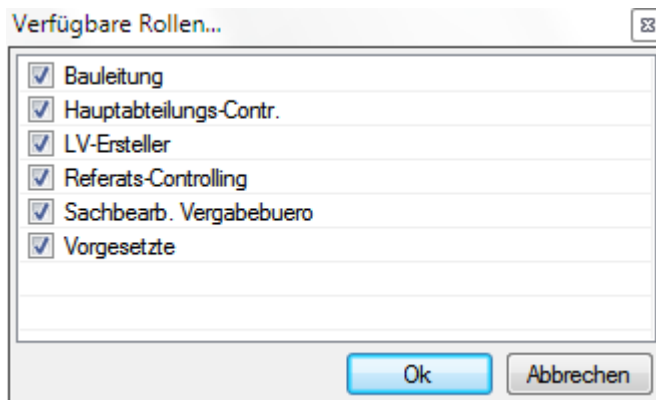 Verfügbare Rollen...
Bauleitung
Hauptabteilungs-Contr.
LV-Ersteller
Referats-Controlling
Sachbearb. Vergabebuero
Vorgesetzte
Ok Abbrechen